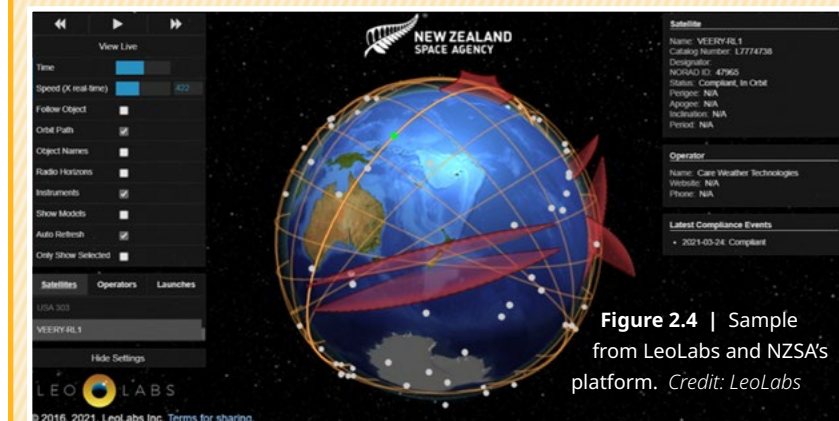 View Live
Time
Speed (X real-time) 422
Follow Object
Orbit Path
Object Names
Radio Horizons
Instruments
Show Models
Auto Refresh
Only Show Selected
Satellites Operators Launches
USA 303
VEERY-RL1
Hide Settings
LEO LABS
© 2016, 2021, LeoLabs Inc. Terms for sharing.
NEW ZEALAND
SPACE AGENCY
Satellite
Name: VEERY-RL1
Catalog Number: L7774738
Designator:
NORAD ID: 47965
Status: Compliant, In Orbit
Perigee: N/A
Apogee: N/A
Inclination: N/A
Period: N/A
Operator
Name: Care Weather Technologies
Website: N/A
Phone: N/A
Latest Compliance Events
• 2021-03-24: Compliant
Figure 2.4 | Sample
from LeoLabs and NZSA’s
platform. Credit: LeoLabs